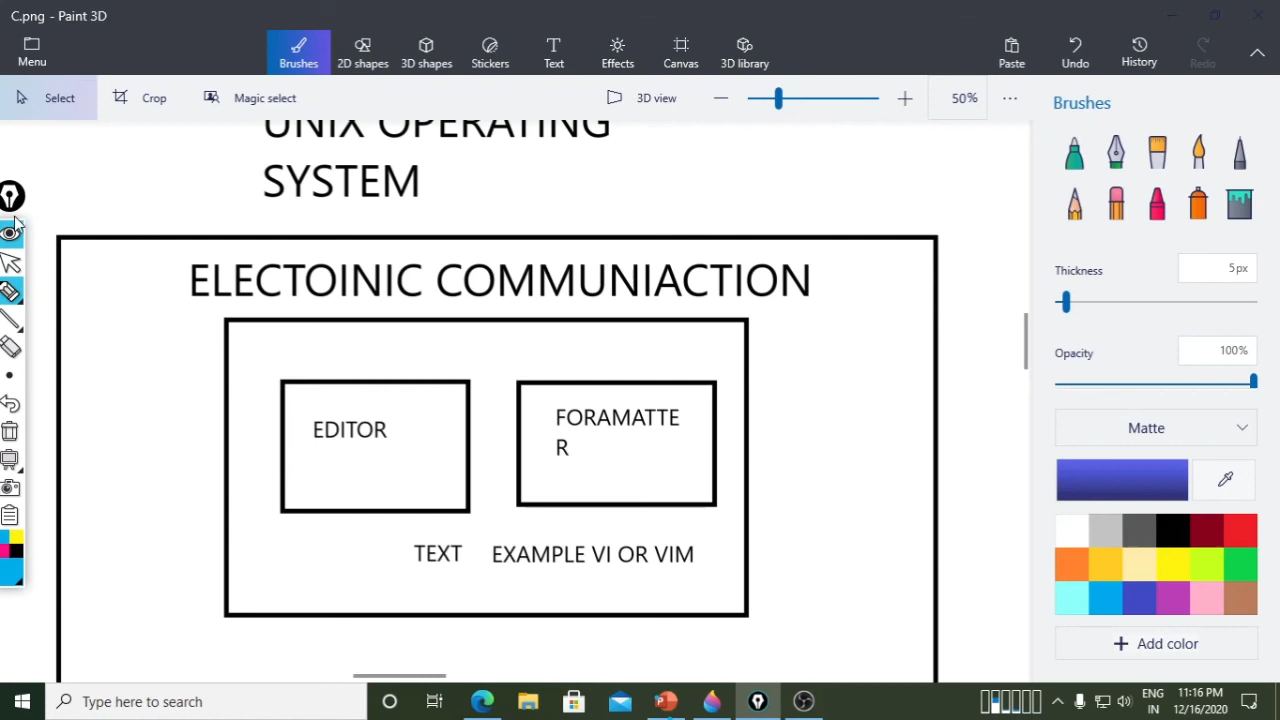 C.png - Paint 3D
Menu
Brushes
2D shapes
3D shapes
Stickers
Text
Effects
Canvas
3D library
Paste
Undo
History
Redo
Select
Crop
Magic select
3D view
50%
Brushes
UNIX OPERATING
SYSTEM
ELECTOINIC COMMUNIACTION
EDITOR
FORAMATTE
R
TEXT
EXAMPLE VI OR VIM
Thickness
5px
Opacity
100%
Matte
Add color
Type here to search
ENG
IN
11:16 PM
12/16/2020